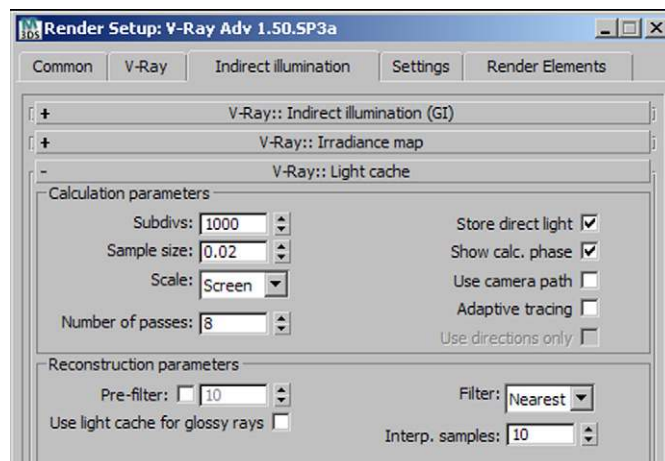 Render Setup: V-Ray Adv 1.50.SP3a
Common V-Ray Indirect illumination Settings Render Elements
+ V-Ray:: Indirect illumination (GI)
+ V-Ray:: Irradiance map
- V-Ray:: Light cache
Calculation parameters
Subdivs: 1000 Store direct light
Sample size: 0.02 Show calc. phase
Scale: Screen Use camera path
Adaptive tracing
Number of passes: 8
Use directions only
Reconstruction parameters
Pre-filter: 10 Filter: Nearest
Use light cache for glossy rays
Interp. samples: 10